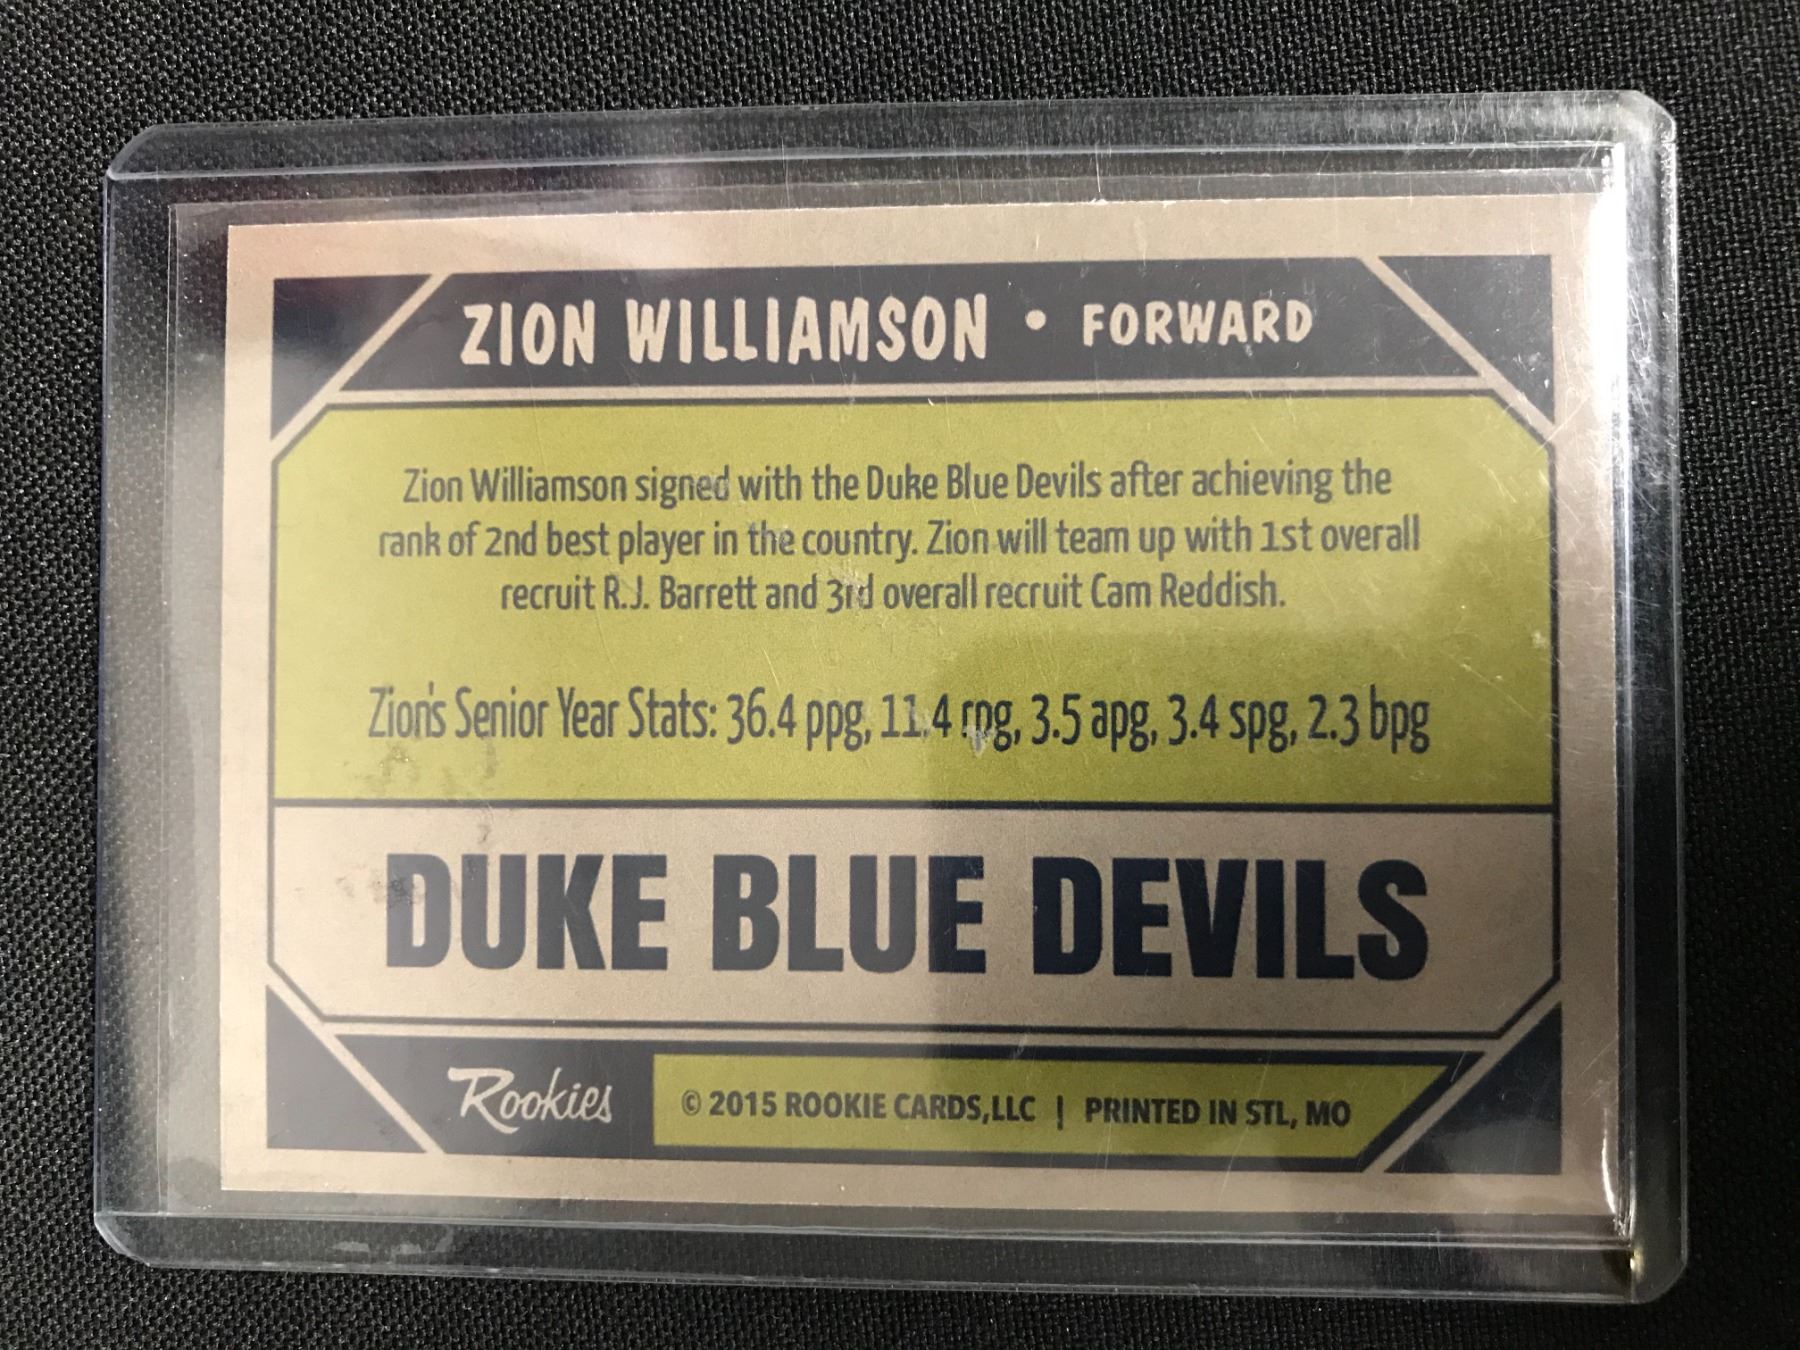 ZION WILLIAMSON • FORWARD
Zion Williamson signed with the Duke Blue Devils after achieving the
rank of 2nd best player in the country. Zion will team up with 1st overall
recruit R.J. Barrett and 3rd overall recruit Cam Reddish.
Zion's Senior Year Stats: 36.4 ppg, 11.4 rpg, 3.5 apg, 3.4 spg, 2.3 bpg
DUKE BLUE DEVILS
Rookies
© 2015 ROOKIE CARDS,LLC | PRINTED IN STL, MO